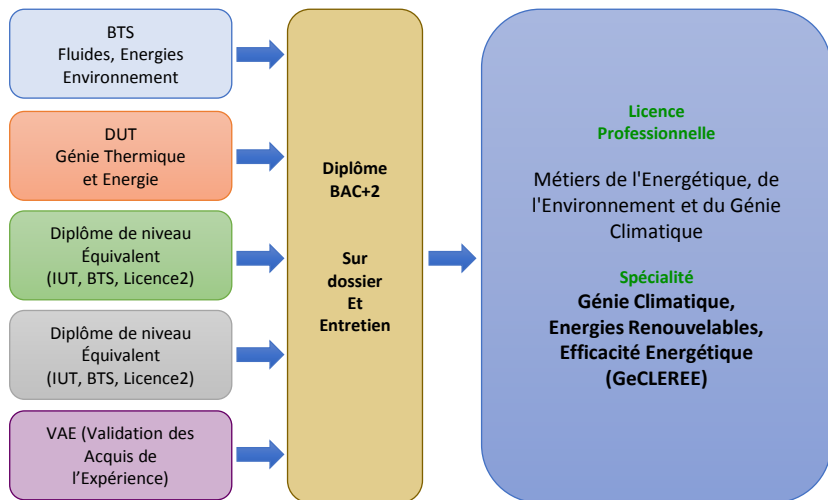 BTS
Fluides, Energies
Environnement
DUT
Génie Thermique
et Energie
Diplôme de niveau
Équivalent
(IUT, BTS, Licence2)
Diplôme de niveau
Équivalent
(IUT, BTS, Licence2)
VAE (Validation des
Acquis de
l’Expérience)
Diplôme
BAC+2
Sur
dossier
Et
Entretien
Licence
Professionnelle
Métiers de l'Energétique, de
l'Environnement et du Génie
Climatique
Spécialité
Génie Climatique,
Energies Renouvelables,
Efficacité Energétique
(GeCLEREE)